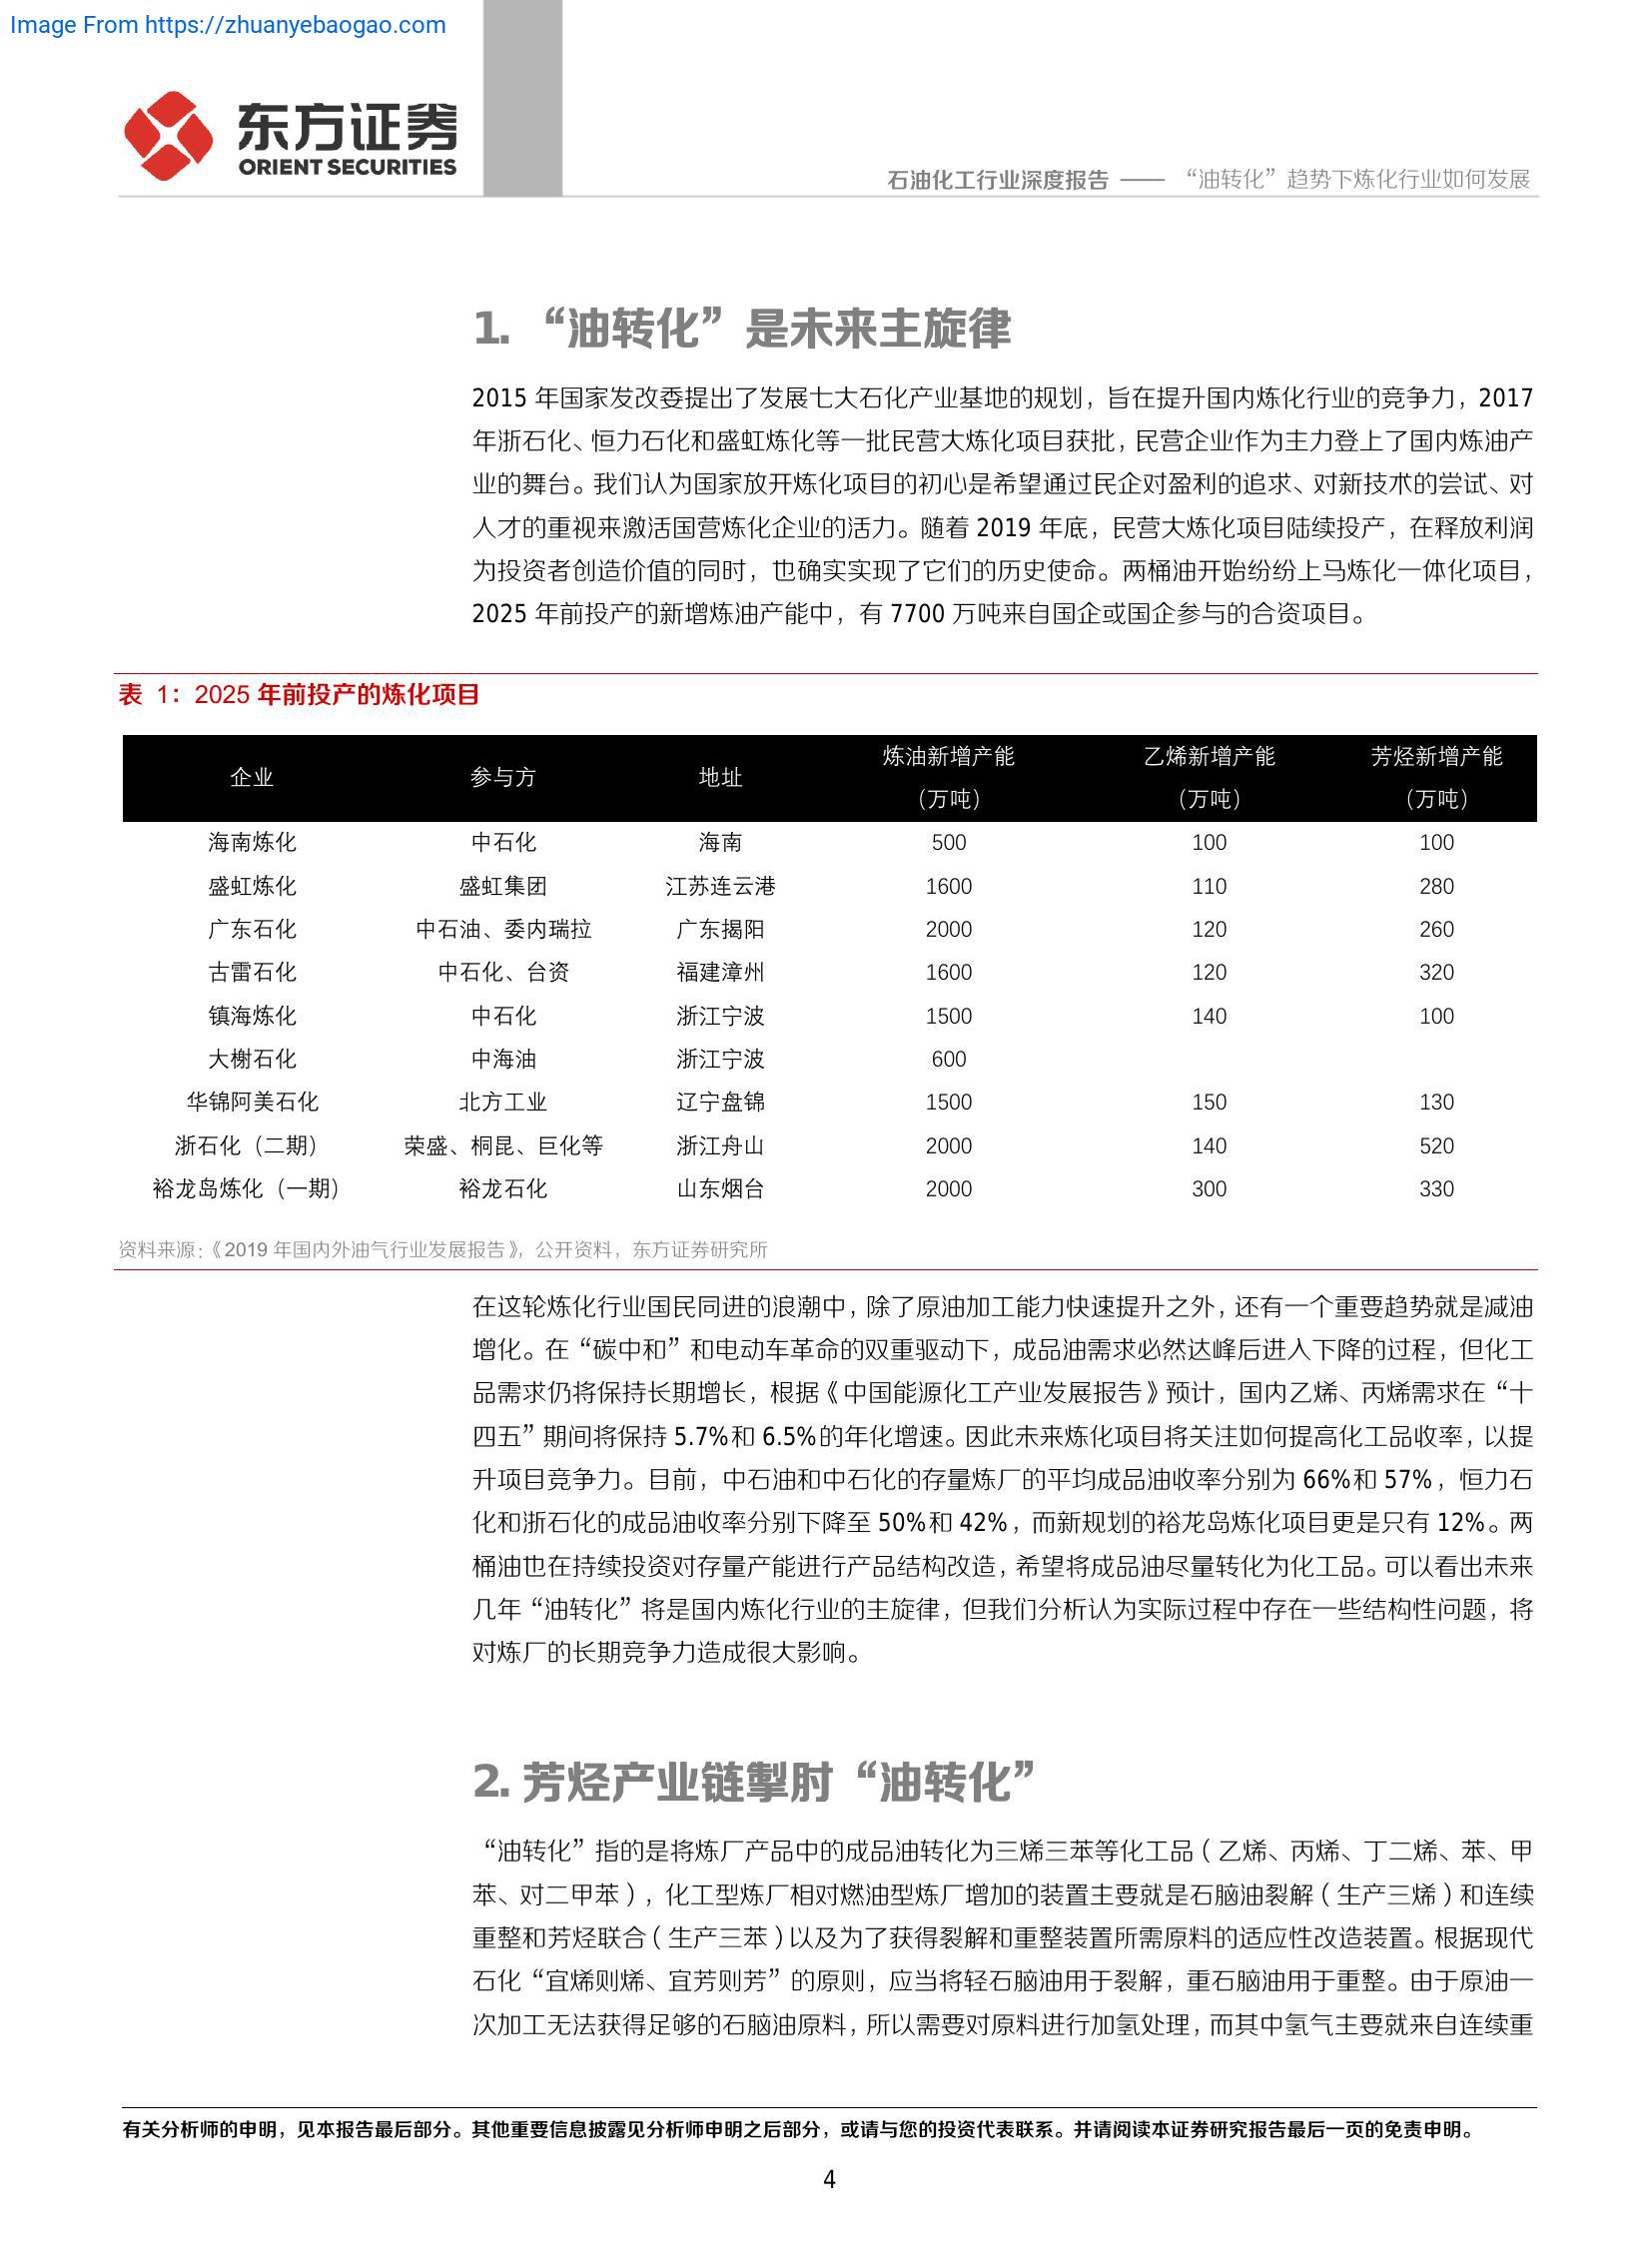 Image From https://zhuanyebaogao.com
东方证券
ORIENT SECURITIES
石油化工行业深度报告 —— “油转化”趋势下炼化行业如何发展
1. “油转化”是未来主旋律
2015 年国家发改委提出了发展七大石化产业基地的规划，旨在提升国内炼化行业的竞争力，2017
年浙石化、恒力石化和盛虹炼化等一批民营大炼化项目获批，民营企业作为主力登上了国内炼油产
业的舞台。我们认为国家放开炼化项目的初心是希望通过民企对盈利的追求、对新技术的尝试、对
人才的重视来激活国营炼化企业的活力。随着 2019 年底，民营大炼化项目陆续投产，在释放利润
为投资者创造价值的同时，也确实实现了它们的历史使命。两桶油开始纷纷上马炼化一体化项目，
2025 年前投产的新增炼油产能中，有 7700 万吨来自国企或国企参与的合资项目。
表 1：2025 年前投产的炼化项目
企业 参与方 地址 炼油新增产能（万吨） 乙烯新增产能（万吨） 芳烃新增产能（万吨）
海南炼化 中石化 海南 500 100 100
盛虹炼化 盛虹集团 江苏连云港 1600 110 280
广东石化 中石油、委内瑞拉 广东揭阳 2000 120 260
古雷石化 中石化、台资 福建漳州 1600 120 320
镇海炼化 中石化 浙江宁波 1500 140 100
大榭石化 中海油 浙江宁波 600
华锦阿美石化 北方工业 辽宁盘锦 1500 150 130
浙石化（二期） 荣盛、桐昆、巨化等 浙江舟山 2000 140 520
裕龙岛炼化（一期） 裕龙石化 山东烟台 2000 300 330
资料来源：《2019 年国内外油气行业发展报告》，公开资料，东方证券研究所
在这轮炼化行业国民同进的浪潮中，除了原油加工能力快速提升之外，还有一个重要趋势就是减油
增化。在“碳中和”和电动车革命的双重驱动下，成品油需求必然达峰后进入下降的过程，但化工
品需求仍将保持长期增长，根据《中国能源化工产业发展报告》预计，国内乙烯、丙烯需求在“十
四五”期间将保持 5.7%和 6.5%的年化增速。因此未来炼化项目将关注如何提高化工品收率，以提
升项目竞争力。目前，中石油和中石化的存量炼厂的平均成品油收率分别为 66%和 57%，恒力石
化和浙石化的成品油收率分别下降至 50%和 42%，而新规划的裕龙岛炼化项目更是只有 12%。两
桶油也在持续投资对存量产能进行产品结构改造，希望将成品油尽量转化为化工品。可以看出未来
几年“油转化”将是国内炼化行业的主旋律，但我们分析认为实际过程中存在一些结构性问题，将
对炼厂的长期竞争力造成很大影响。
2. 芳烃产业链掣肘“油转化”
“油转化”指的是将炼厂产品中的成品油转化为三烯三苯等化工品（乙烯、丙烯、丁二烯、苯、甲
苯、对二甲苯），化工型炼厂相对燃油型炼厂增加的装置主要就是石脑油裂解（生产三烯）和连续
重整和芳烃联合（生产三苯）以及为了获得裂解和重整装置所需原料的适应性改造装置。根据现代
石化“宜烯则烯、宜芳则芳”的原则，应当将轻石脑油用于裂解，重石脑油用于重整。由于原油一
次加工无法获得足够的石脑油原料，所以需要对原料进行加氢处理，而其中氢气主要就来自连续重
有关分析师的申明，见本报告最后部分。其他重要信息披露见分析师申明之后部分，或请与您的投资代表联系。并请阅读本证券研究报告最后一页的免责申明。
4